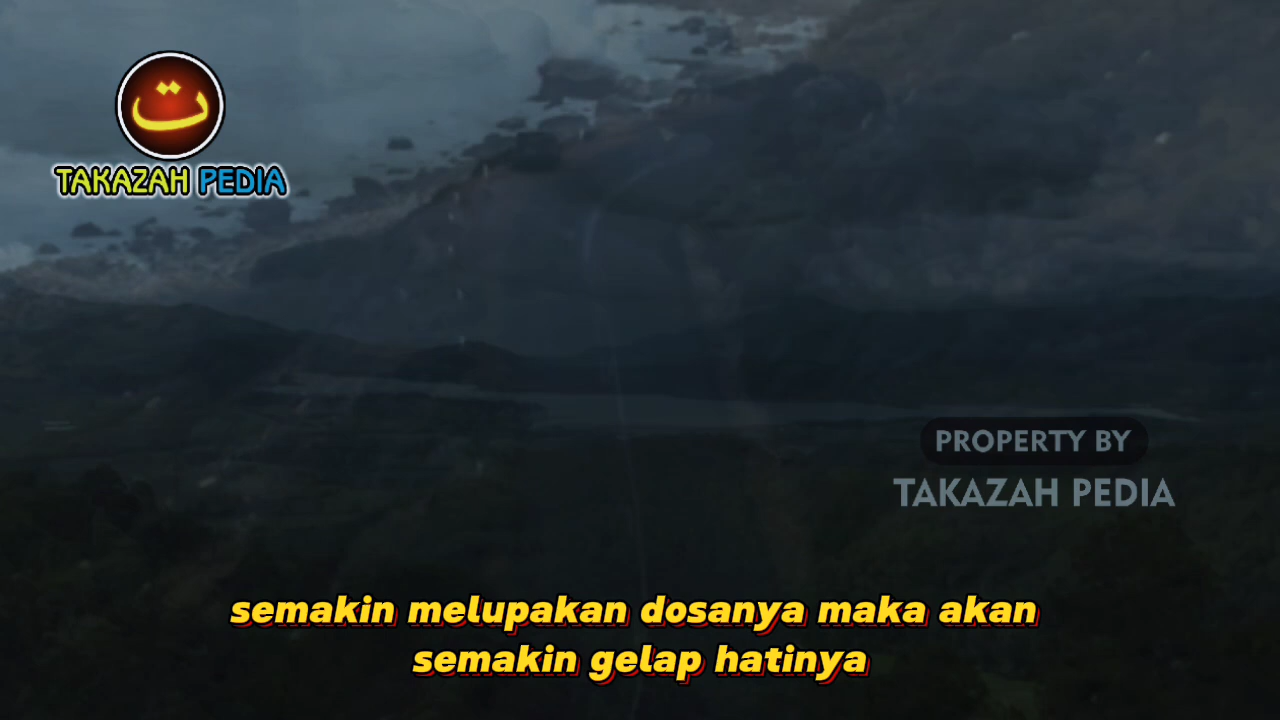 ت
TAKAZAH PEDIA
PROPERTY BY
TAKAZAH PEDIA
semakin melupakan dosanya maka akan
semakin gelap hatinya